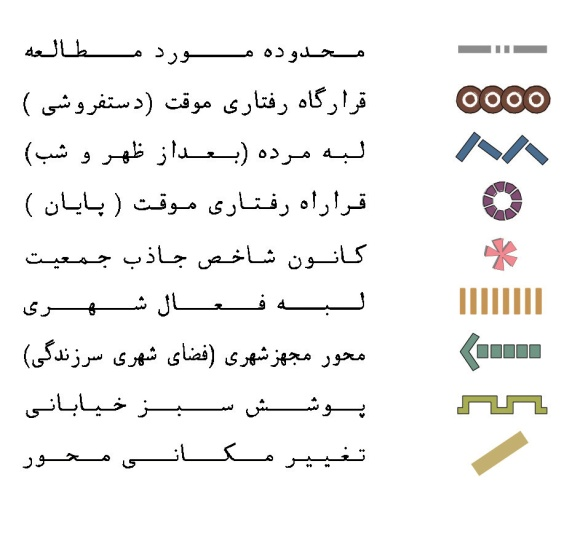 محدوده مورد مطالعه
قرارگاه رفتاری موقت (دستفروشی )
لبه مرده (بعداز ظهر و شب)
قراراه رفتاری موقت ( پایان )
کانون شاخص جاذب جمعیت
لبه فعال شهری
محور مجهزشهری (فضای شهری سرزندگی)
پوشش سبز خیابانی
تغییر مکانی محور